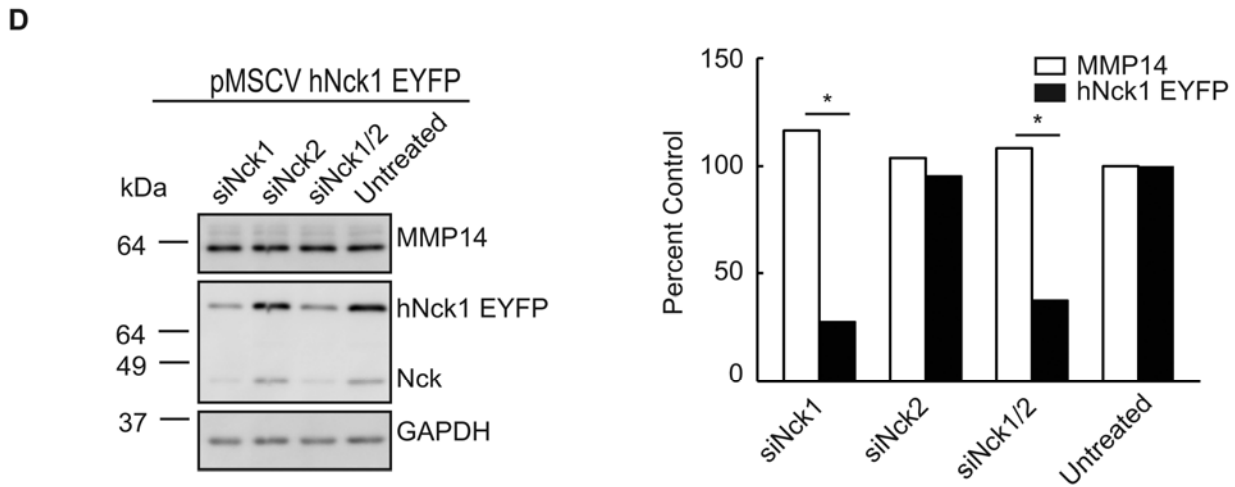 D
pMSCV hNck1 EYFP
siNck1 siNck2 siNck1/2 Untreated
kDa
64 MMP14
hNck1 EYFP
64
49
Nck
37
GAPDH
150
100
50
0
Percent Control
MMP14
hNck1 EYFP
*
*
siNck1 siNck2 siNck1/2 Untreated